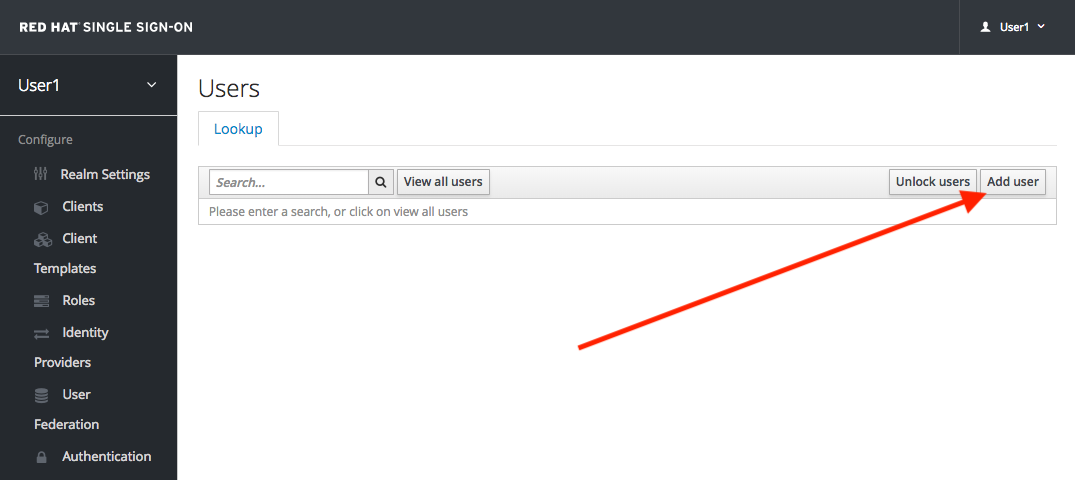 RED HAT SINGLE SIGN-ON
User1
User1
Configure
Realm Settings
Clients
Client
Templates
Roles
Identity
Providers
User
Federation
Authentication
Users
Lookup
Search...
View all users
Unlock users
Add user
Please enter a search, or click on view all users